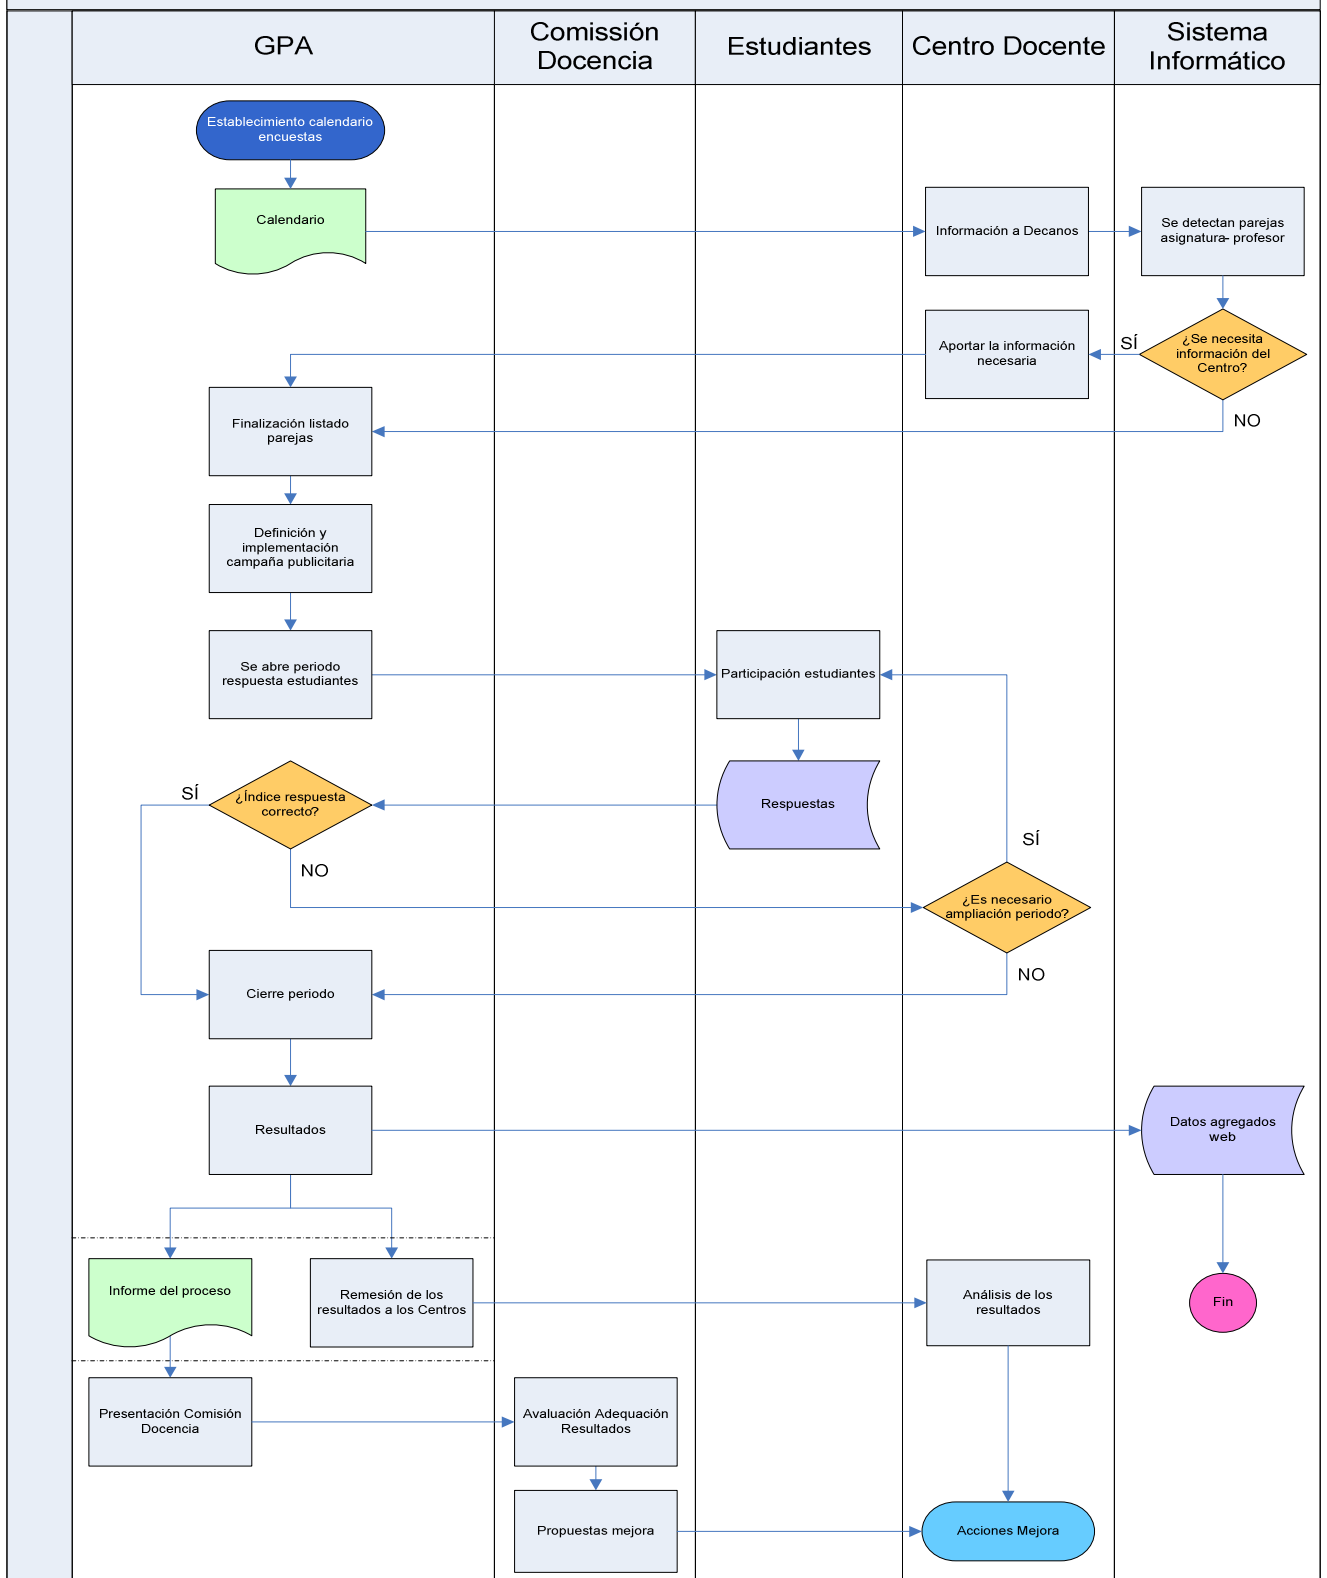 GPA
Comissión
Docencia
Estudiantes
Centro Docente
Sistema
Informático
Establecimiento calendario
encuestas
Calendario
Información a Decanos
Se detectan parejas
asignatura- profesor
Aportar la información
necesaria
SÍ
¿Se necesita
información del
Centro?
NO
Finalización listado
parejas
Definición y
implementación
campaña publicitaria
Se abre periodo
respuesta estudiantes
Participación estudiantes
SÍ
¿Índice respuesta
correcto?
Respuestas
NO
SÍ
¿Es necesario
ampliación periodo?
NO
Cierre periodo
Resultados
Datos agregados
web
Informe del proceso
Remesión de los
resultados a los Centros
Análisis de los
resultados
Fin
Presentación Comisión
Docencia
Avaluación Adequación
Resultados
Propuestas mejora
Acciones Mejora